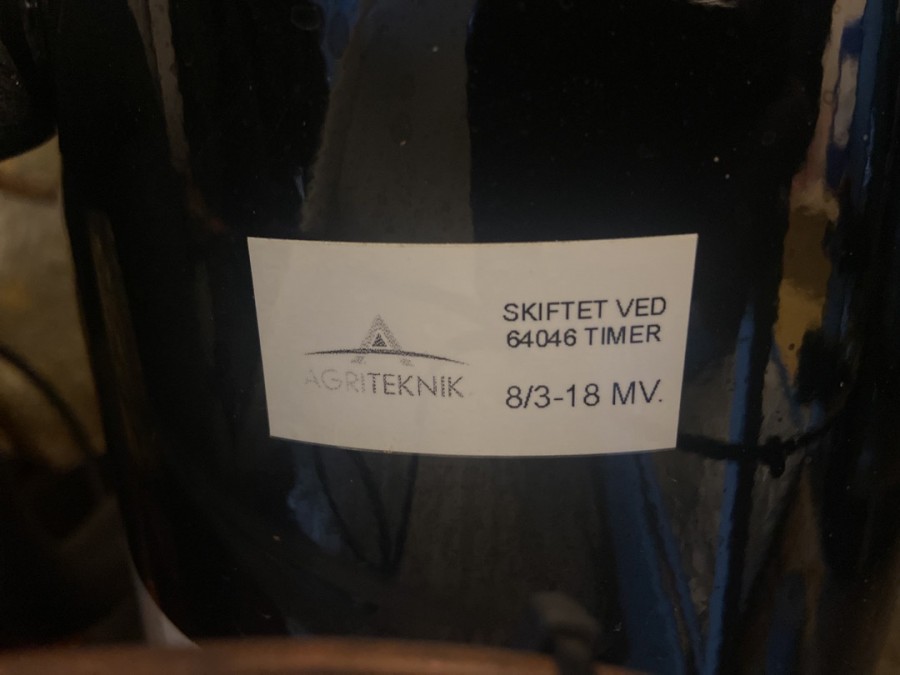 AGRITEKNIK
SKIFTET VED
64046 TIMER
8/3-18 MV.